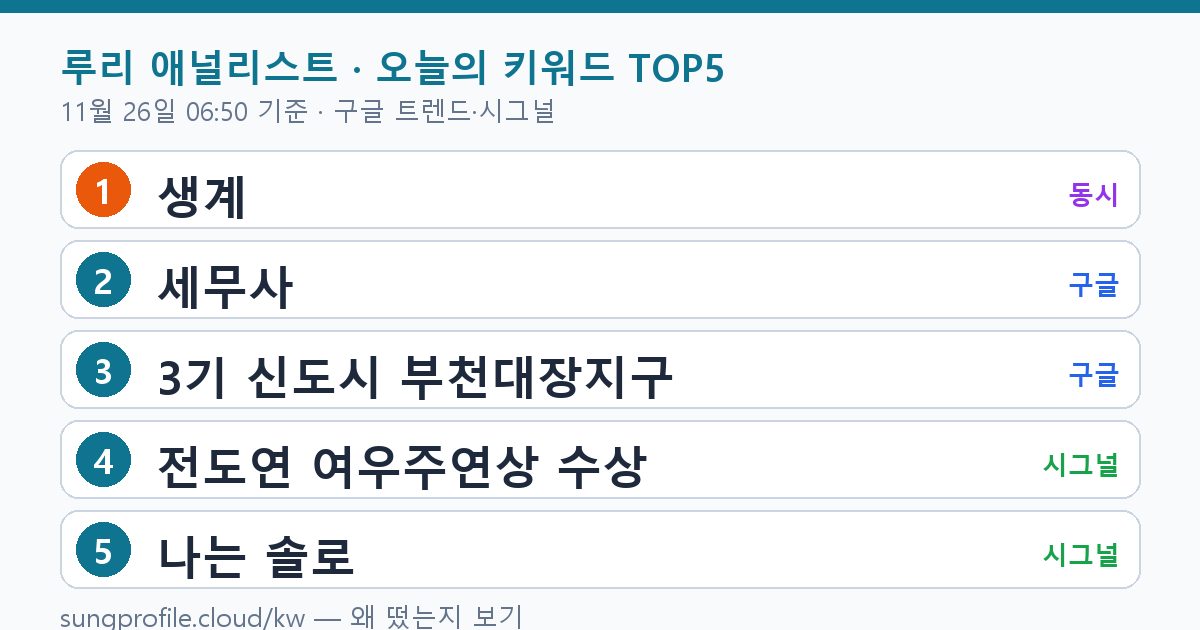 루리 애널리스트 · 오늘의 키워드 TOP5
11월 26일 06:50 기준 · 구글 트렌드·시그널
1 생계 동시
2 세무사 구글
3 3기 신도시 부천대장지구 구글
4 전도연 여우주연상 수상 시그널
5 나는 솔로 시그널
sungprofile.cloud/kw — 왜 떴는지 보기